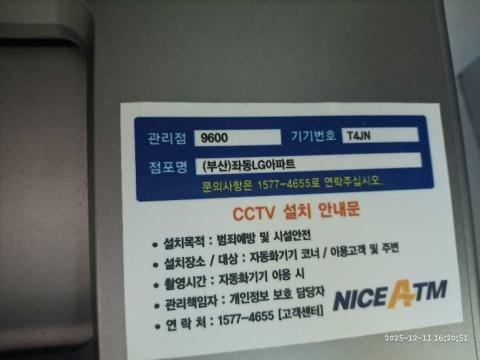 관리점 9600 기기번호 T4JN
점포명 (부산)좌동LG아파트
문의사항은 1577-4655로 연락주십시오.
CCTV 설치 안내문
• 설치목적 : 범죄예방 및 시설안전
• 설치장소 / 대상 : 자동화기기 코너 / 이용고객 및 주변
• 촬영시간 : 자동화기기 이용 시
• 관리책임자 : 개인정보 보호 담당자
• 연 락 처 : 1577-4655 [고객센터]
NICE ATM
2025-12-11 16:20:51